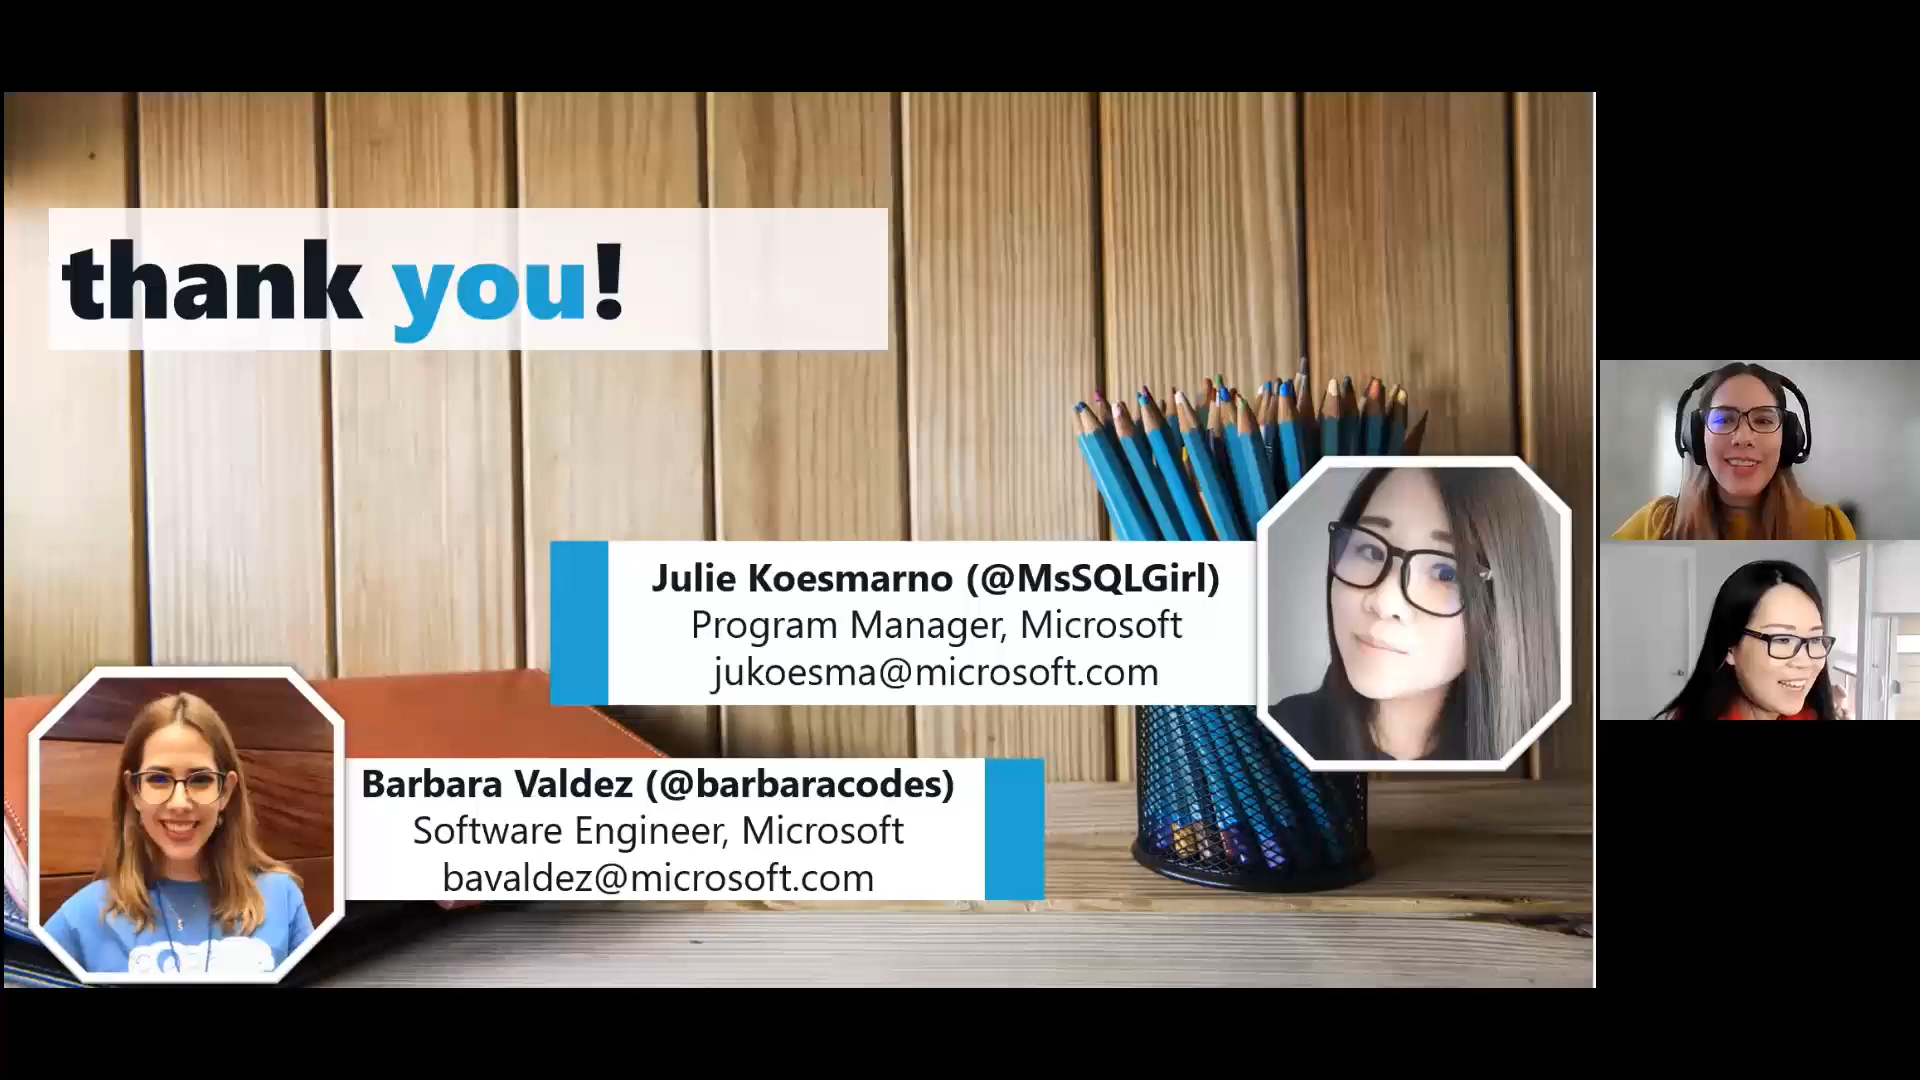 thank you!
Julie Koesmarno (@MsSQLGirl)
Program Manager, Microsoft
jukoesma@microsoft.com
Barbara Valdez (@barbaracodes)
Software Engineer, Microsoft
bavaldez@microsoft.com